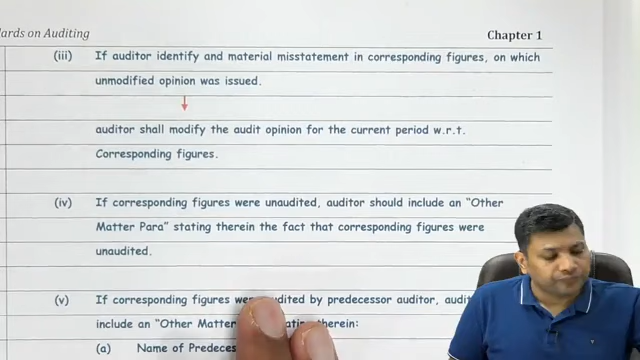 ards on Auditing
Chapter 1
(iii) If auditor identify and material misstatement in corresponding figures, on which
unmodified opinion was issued.
auditor shall modify the audit opinion for the current period w.r.t.
Corresponding figures.
(iv) If corresponding figures were unaudited, auditor should include an "Other
Matter Para" stating therein the fact that corresponding figures were
unaudited.
(v) If corresponding figures were audited by predecessor auditor,
include an "Other Matter therein:
(a) Name of